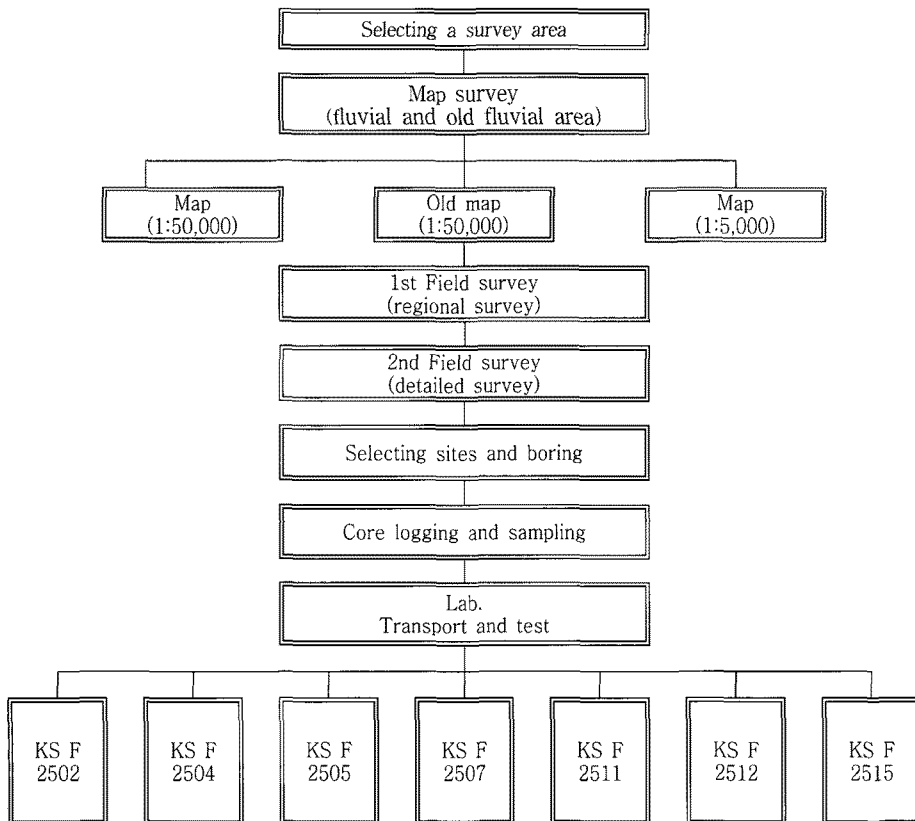 Selecting a survey area
Map survey
(fluvial and old fluvial area)
Map
(1:50,000)
Old map
(1:50,000)
Map
(1:5,000)
1st Field survey
(regional survey)
2nd Field survey
(detailed survey)
Selecting sites and boring
Core logging and sampling
Lab.
Transport and test
KS F
2502
KS F
2504
KS F
2505
KS F
2507
KS F
2511
KS F
2512
KS F
2515